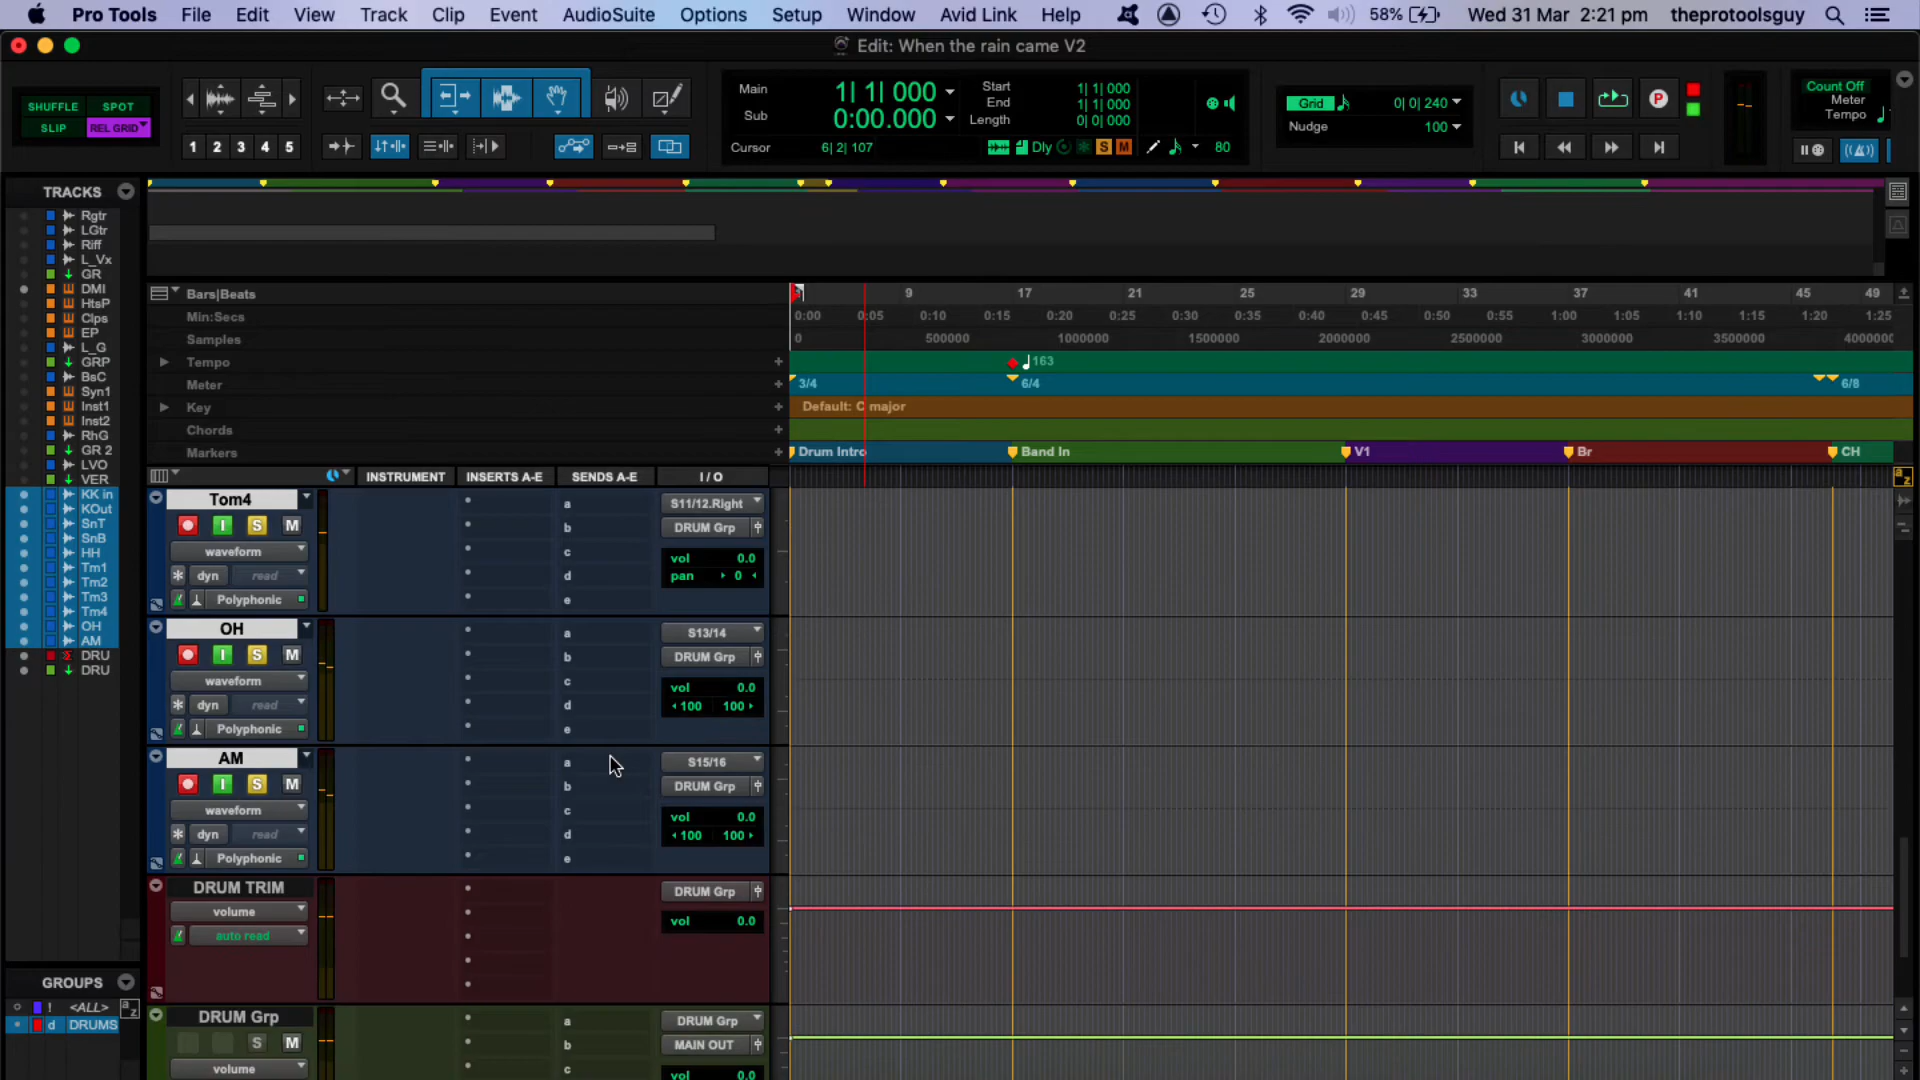 Pro Tools File Edit View Track Clip Event AudioSuite Options Setup Window Avid Link Help 58% Wed 31 Mar 2:21 pm theprotoolsguy
Edit: When the rain came V2
SHUFFLE SPOT
SLIP REL GRID
1 2 3 4 5
Main 1| 1| 000
Sub 0:00.000
Start 1| 1| 000
End 1| 1| 000
Length 0| 0| 000
Cursor 6| 2| 107
Dly S M 80
Grid 0| 0| 240
Nudge 100
P
Count Off
Meter
Tempo
TRACKS
Rgtr
LGtr
Riff
L_Vx
GR
DMI
HtsP
Clps
EP
L_G
GRP
BsC
Syn1
Inst1
Inst2
RhG
GR 2
LVO
VER
KK in
KOut
SnT
SnB
HH
Tm1
Tm2
Tm3
Tm4
OH
AM
DRU
DRU
GROUPS
! <ALL>
d DRUMS
a z
Bars|Beats 9 17 21 25 29 33 37 41 45 49
Min:Secs 0:00 0:05 0:10 0:15 0:20 0:25 0:30 0:35 0:40 0:45 0:50 0:55 1:00 1:05 1:10 1:15 1:20 1:25
Samples 0 500000 1000000 1500000 2000000 2500000 3000000 3500000 4000000
Tempo 163
Meter 3/4 6/4 6/8
Key Default: C major
Chords
Markers Drum Intro Band In V1 Br CH
INSTRUMENT INSERTS A-E SENDS A-E I / O
a z
Tom4 a S11/12.Right
I S M b DRUM Grp
waveform c vol 0.0
dyn read d pan 0
Polyphonic e
OH a S13/14
I S M b DRUM Grp
waveform c vol 0.0
dyn read d 100 100
Polyphonic e
AM a S15/16
I S M b DRUM Grp
waveform c vol 0.0
dyn read d 100 100
Polyphonic e
DRUM TRIM DRUM Grp
volume vol 0.0
auto read
DRUM Grp a DRUM Grp
S M b MAIN OUT
volume c vol 0.0